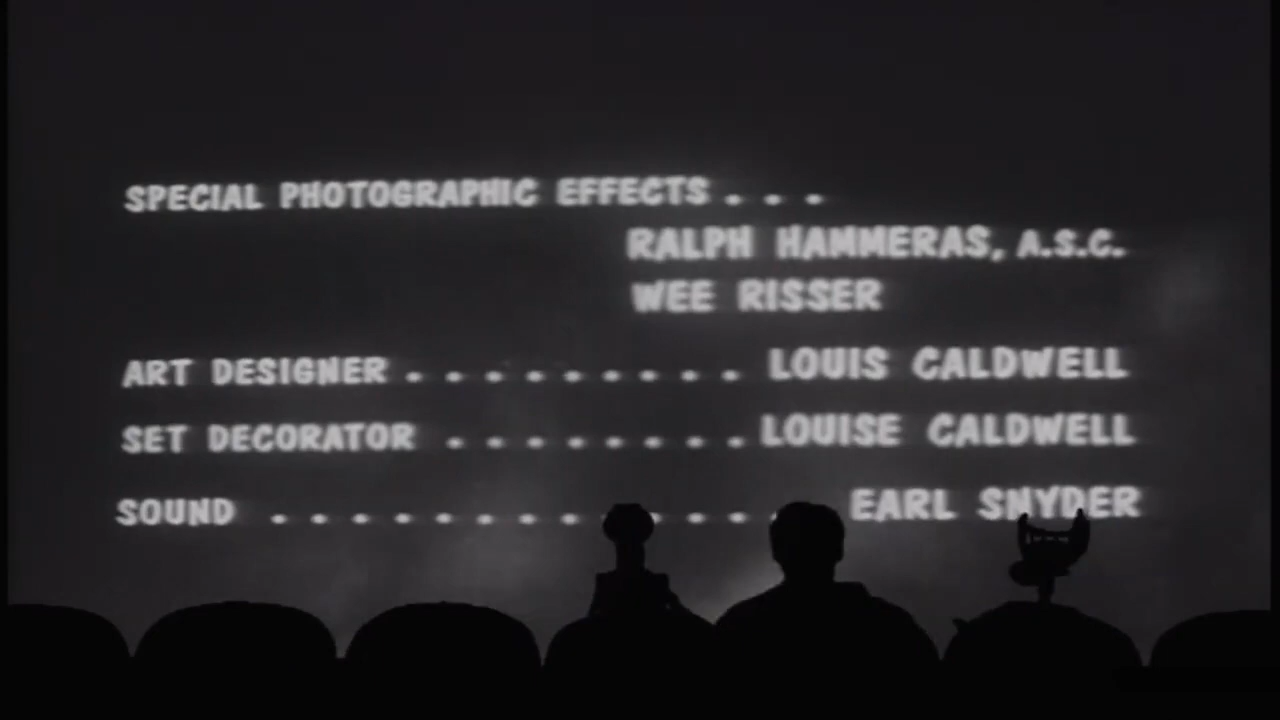 SPECIAL PHOTOGRAPHIC EFFECTS . . .
RALPH HAMMERAS, A.S.C.
WEE RISSER
ART DESIGNER . . . . . . . . . LOUIS CALDWELL
SET DECORATOR . . . . . . . . LOUISE CALDWELL
SOUND . . . . . . . . . . . . . EARL SNYDER